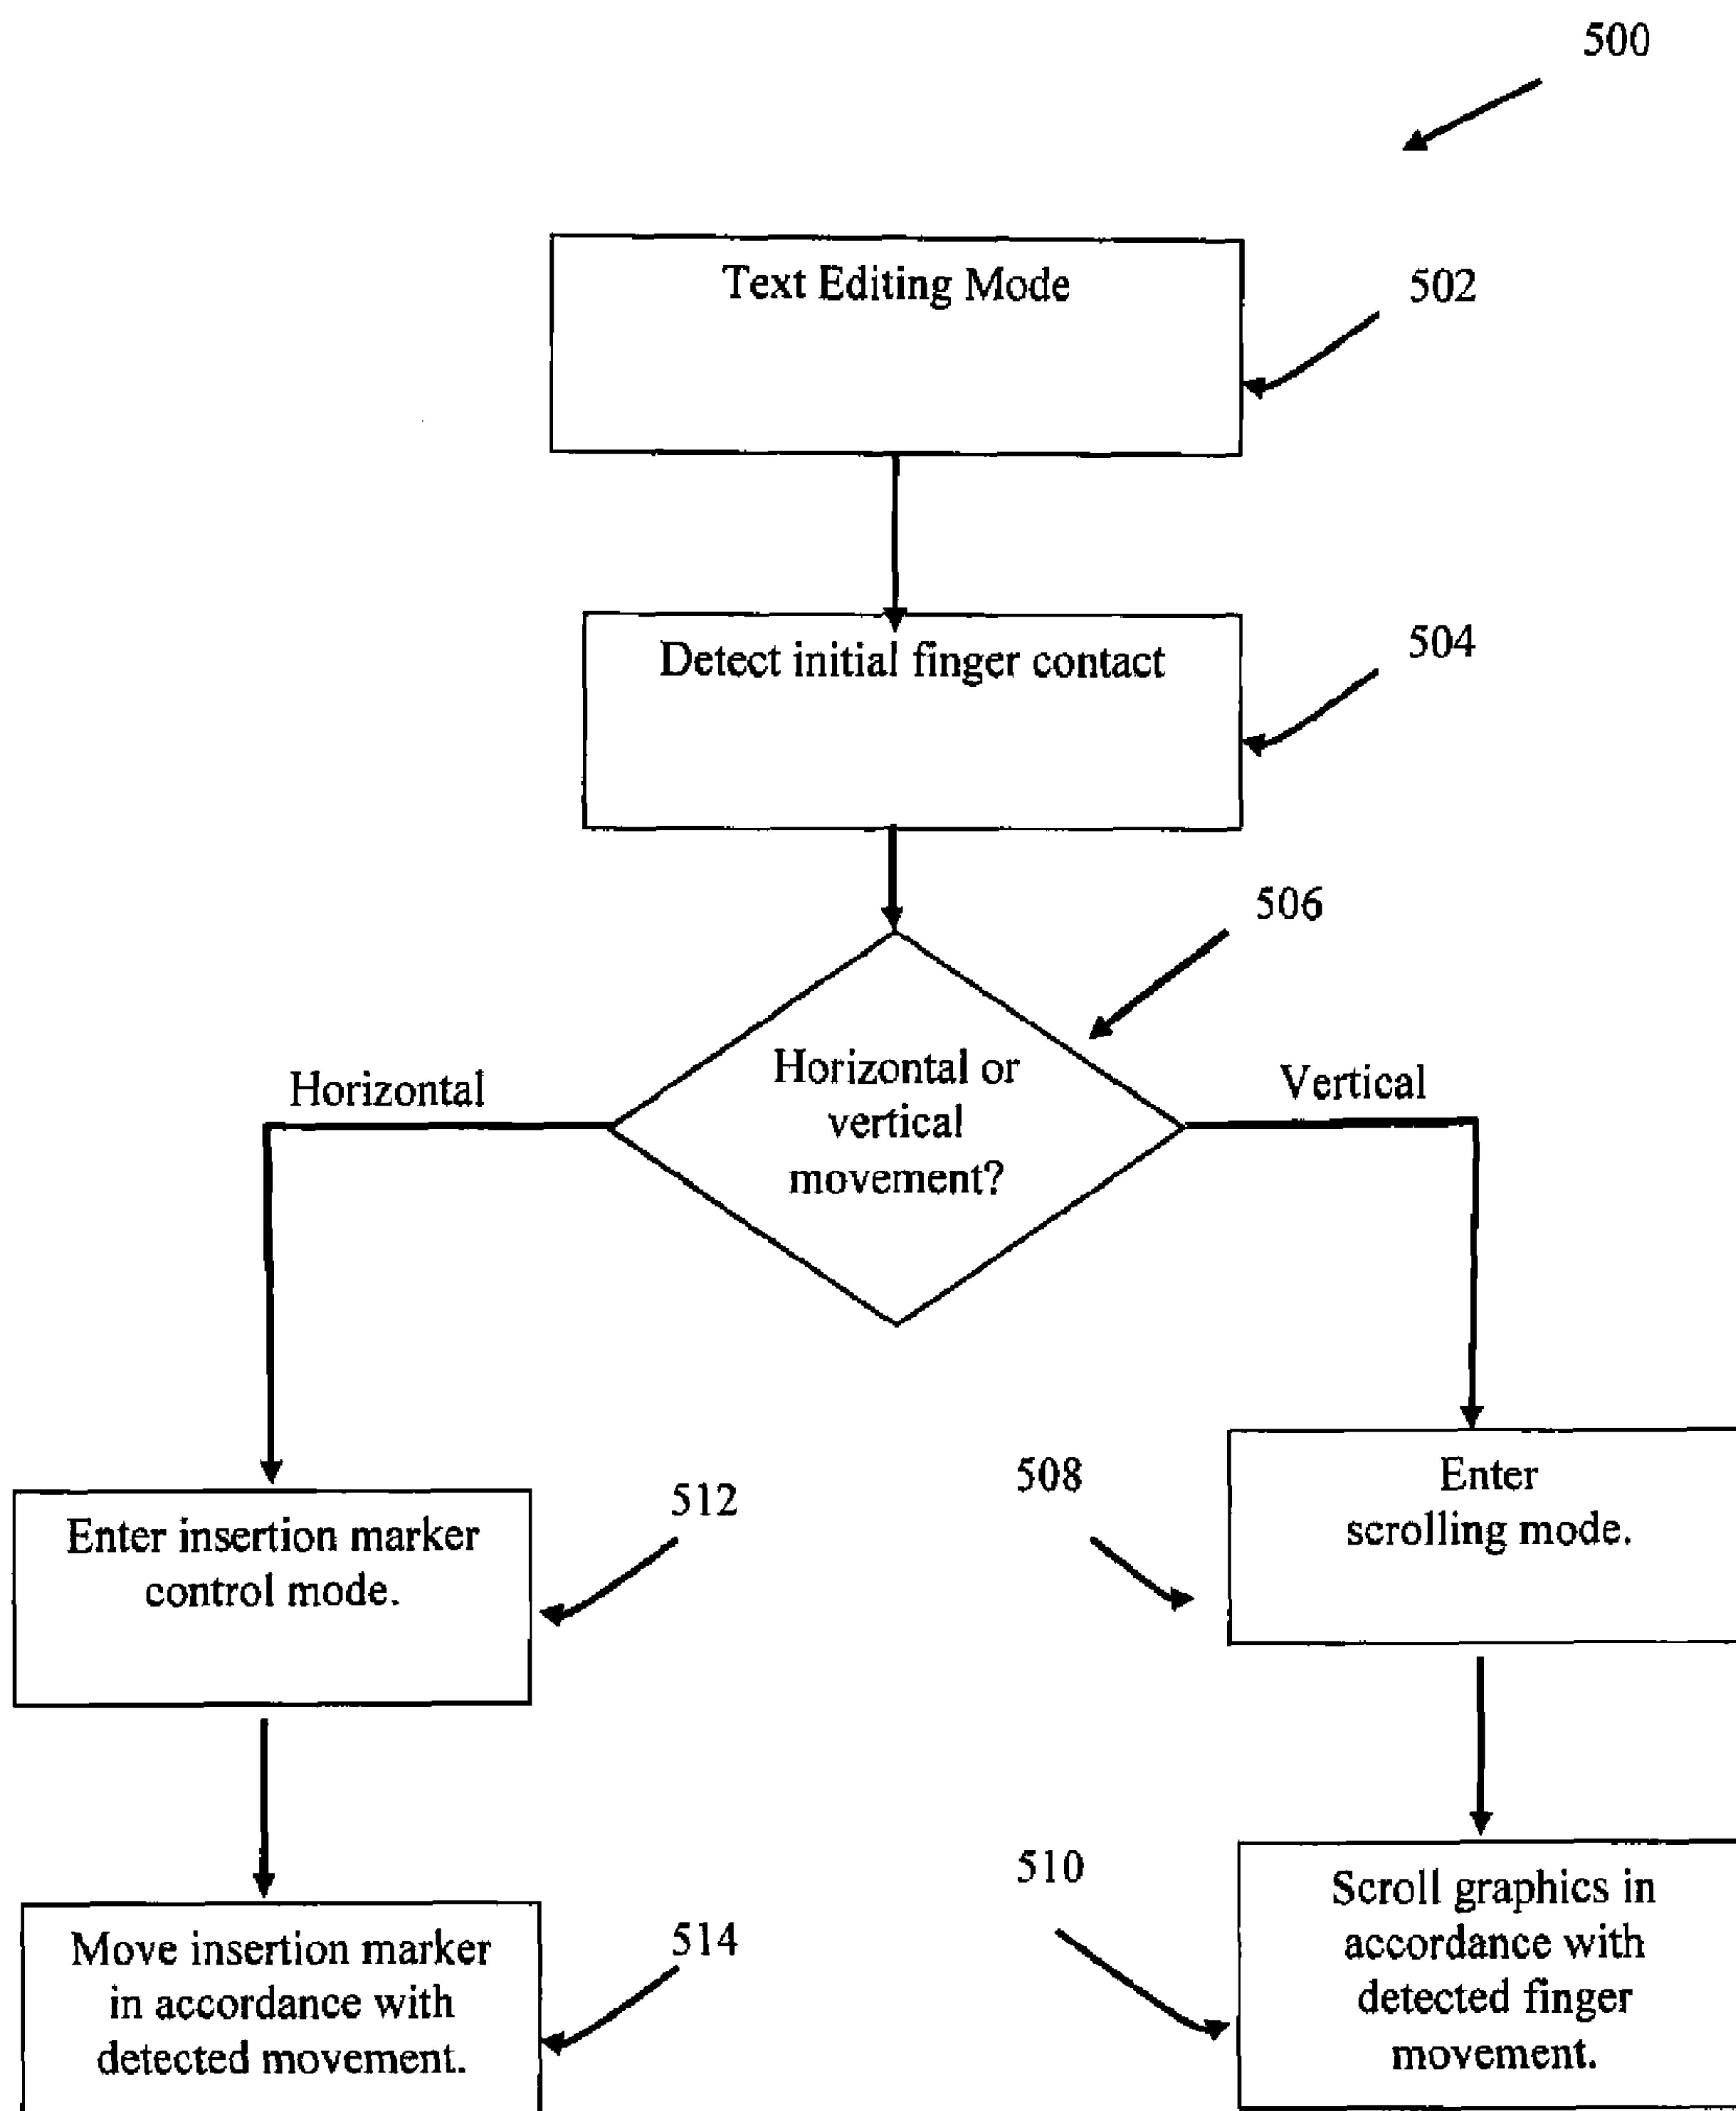 500
Text Editing Mode
502
Detect initial finger contact
504
506
Horizontal or
vertical
movement?
Horizontal
Vertical
Enter insertion marker
control mode.
512
508
Enter
scrolling mode.
Move insertion marker
in accordance with
detected movement.
514
510
Scroll graphics in
accordance with
detected finger
movement.